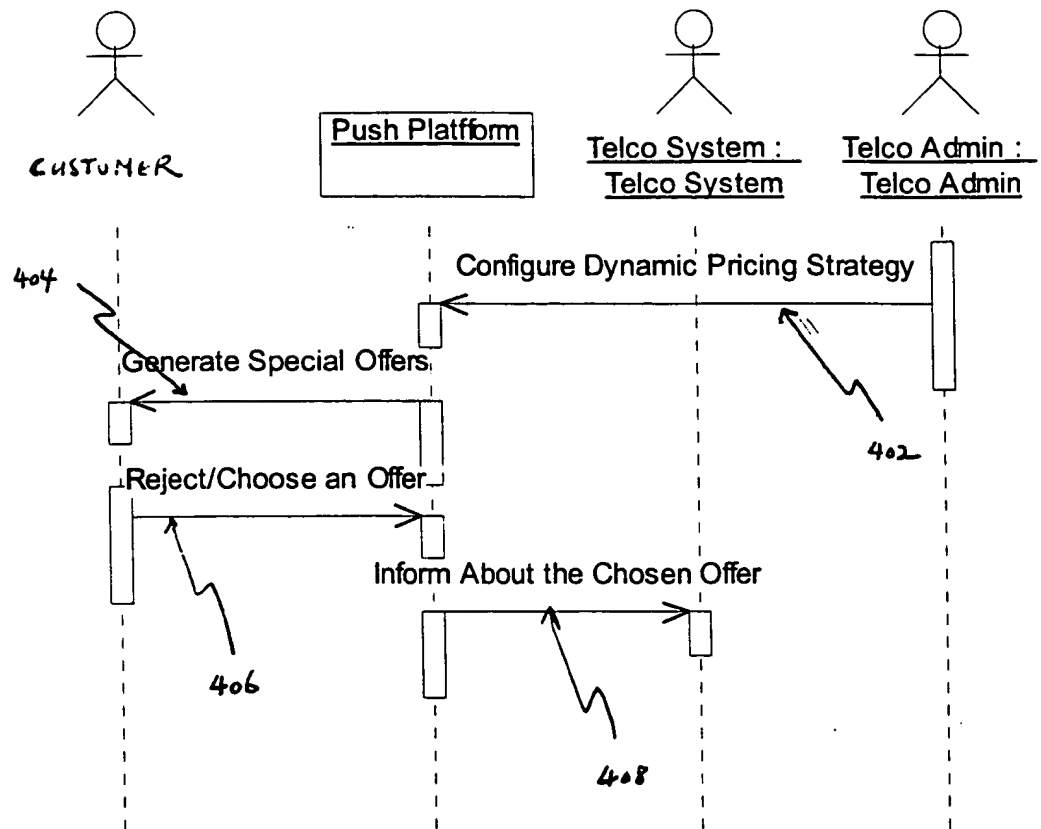 CUSTUMER
Push Platfform
Telco System :
Telco System
Telco Admin :
Telco Admin
Configure Dynamic Pricing Strategy
404
Generate Special Offers
402
Reject/Choose an Offer
406
Inform About the Chosen Offer
408